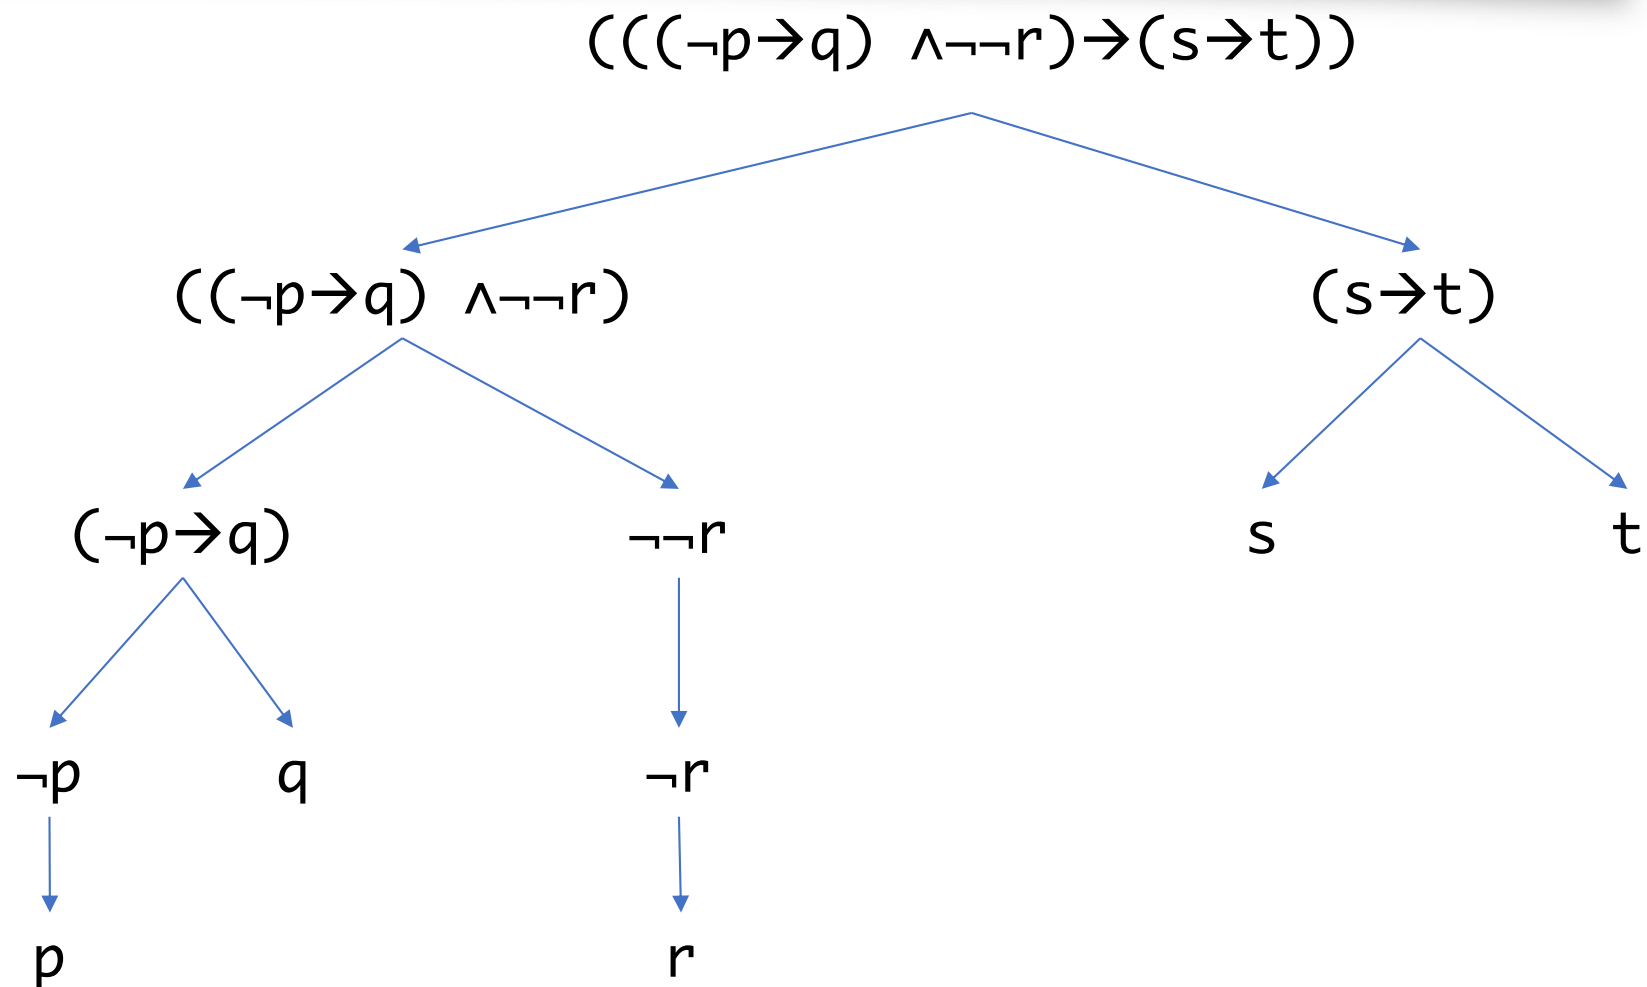 (((¬p→q) ∧¬¬r)→(s→t))
((¬p→q) ∧¬¬r) (s→t)
(¬p→q) ¬¬r s t
¬p q ¬r
p r